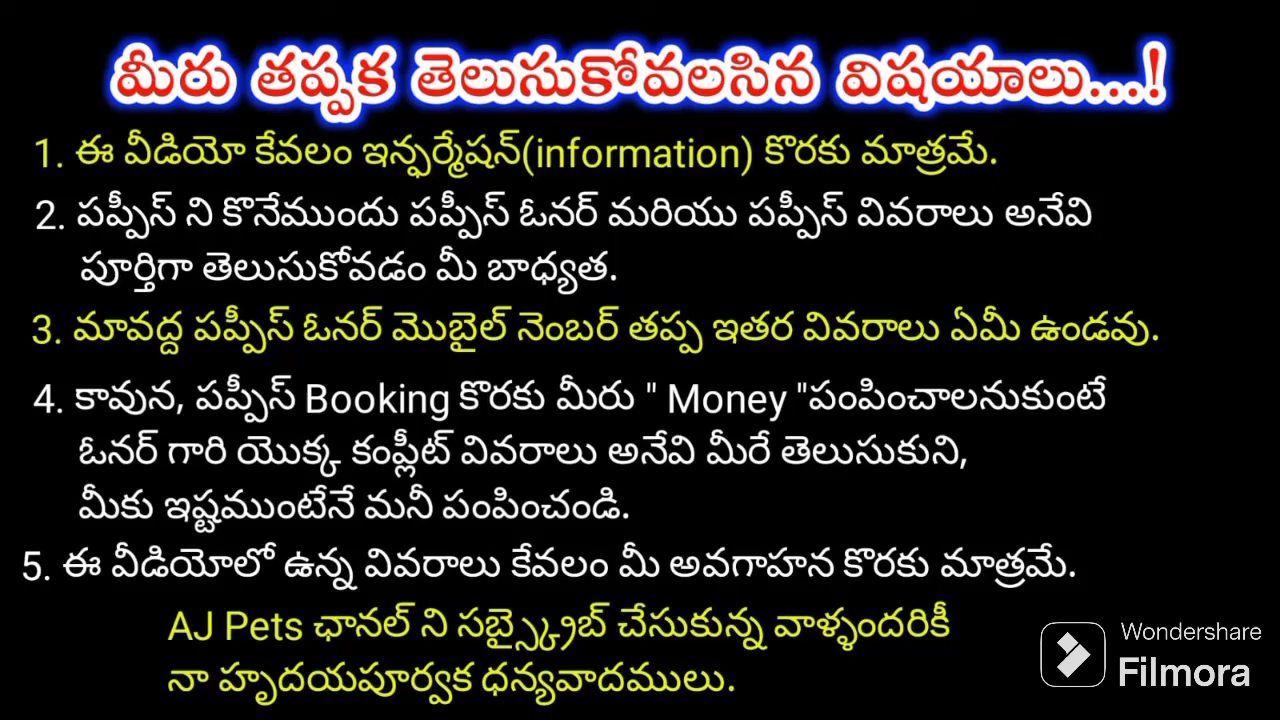 మీరు తప్పక తెలుసుకోవలసిన విషయాలు...!
1. ఈ వీడియో కేవలం ఇన్ఫర్మేషన్(information) కొరకు మాత్రమే.
2. పప్పీస్ ని కొనేముందు పప్పీస్ ఓనర్ మరియు పప్పీస్ వివరాలు అనేవి
పూర్తిగా తెలుసుకోవడం మీ బాధ్యత.
3. మావద్ద పప్పీస్ ఓనర్ మొబైల్ నెంబర్ తప్ప ఇతర వివరాలు ఏమీ ఉండవు.
4. కావున, పప్పీస్ Booking కొరకు మీరు " Money "పంపించాలనుకుంటే
ఓనర్ గారి యొక్క కంప్లీట్ వివరాలు అనేవి మీరే తెలుసుకుని,
మీకు ఇష్టముంటేనే మనీ పంపించండి.
5. ఈ వీడియోలో ఉన్న వివరాలు కేవలం మీ అవగాహన కొరకు మాత్రమే.
AJ Pets ఛానల్ ని సబ్స్క్రైబ్ చేసుకున్న వాళ్ళందరికీ
నా హృదయపూర్వక ధన్యవాదములు.
Wondershare
Filmora